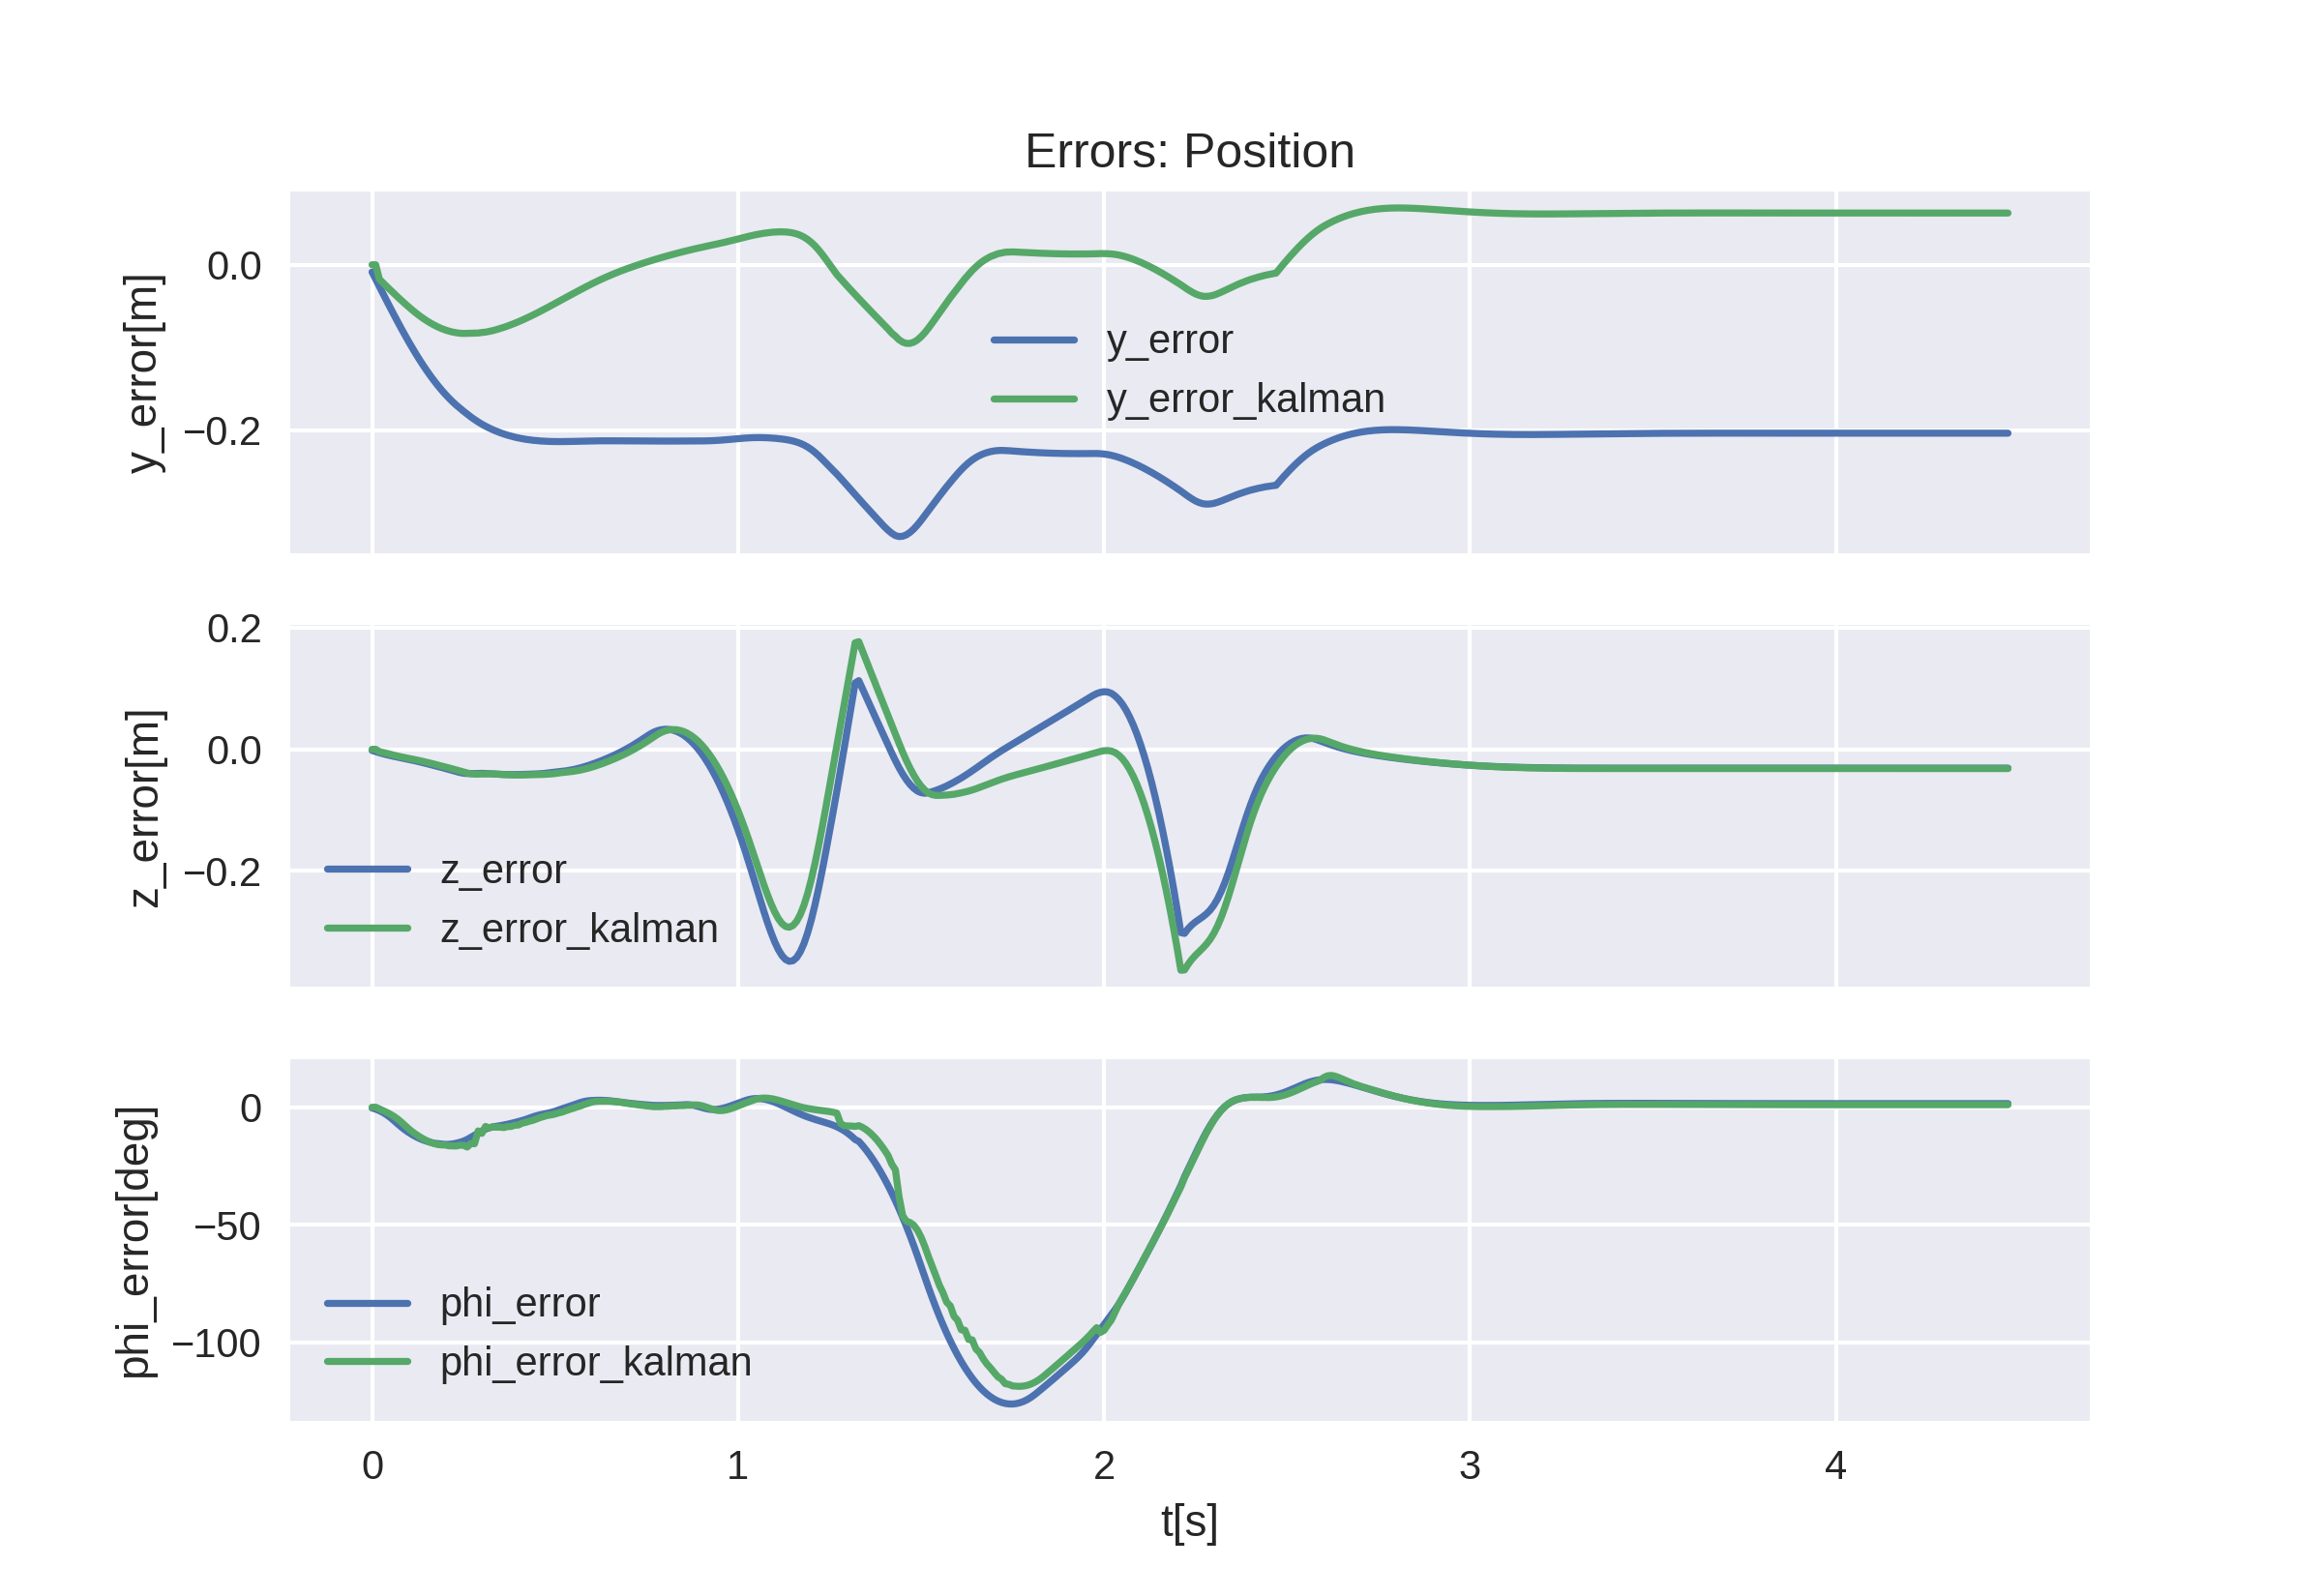 Errors: Position
y_error[m]
0.0
−0.2
y_error
y_error_kalman
z_error[m]
0.2
0.0
−0.2
z_error
z_error_kalman
phi_error[deg]
0
−50
−100
phi_error
phi_error_kalman
0 1 2 3 4
t[s]